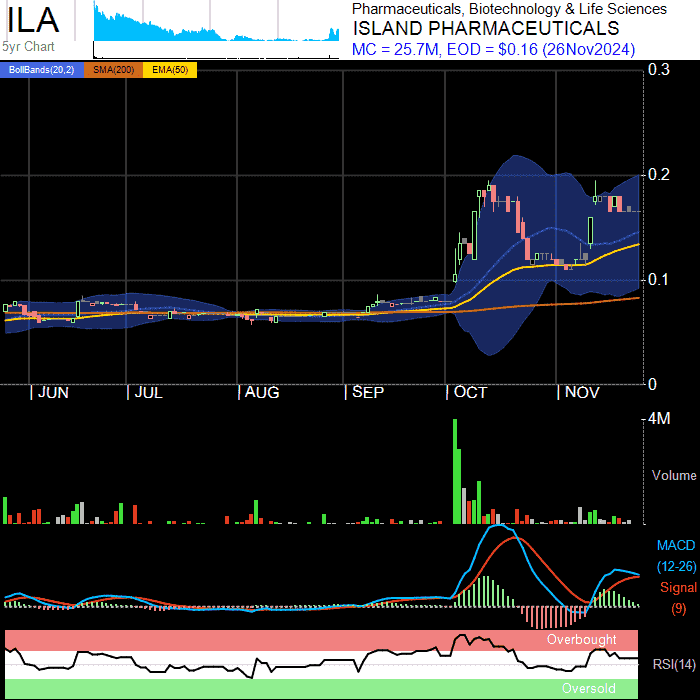 ILA
5yr Chart
Pharmaceuticals, Biotechnology & Life Sciences
ISLAND PHARMACEUTICALS
MC = 25.7M, EOD = $0.16 (26Nov2024)
BollBands(20,2) SMA(200) EMA(50)
0.3
0.2
0.1
0
| JUN | JUL | AUG | SEP | OCT | NOV
4M
Volume
MACD
(12-26)
Signal
(9)
Overbought
RSI(14)
Oversold